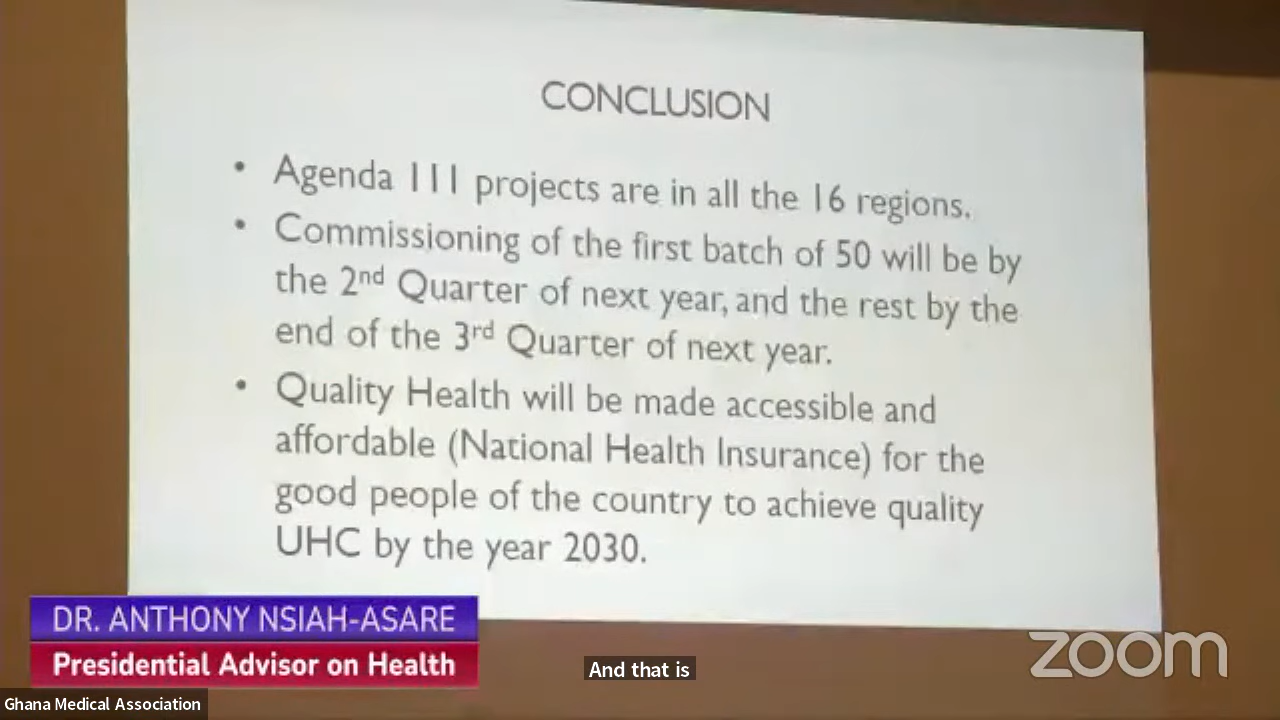 CONCLUSION
• Agenda 111 projects are in all the 16 regions.
• Commissioning of the first batch of 50 will be by
the 2nd Quarter of next year, and the rest by the
end of the 3rd Quarter of next year.
• Quality Health will be made accessible and
affordable (National Health Insurance) for the
good people of the country to achieve quality
UHC by the year 2030.
DR. ANTHONY NSIAH-ASARE
Presidential Advisor on Health
zoom
And that is
Ghana Medical Association